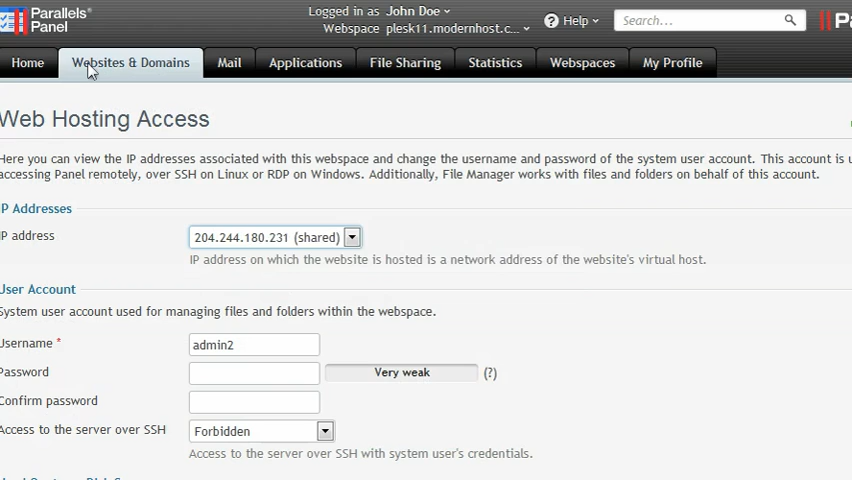 Parallels® Panel
Logged in as John Doe
Webspace plesk11.modernhost.c...
Help
Search...
Home
Websites & Domains
Mail
Applications
File Sharing
Statistics
Webspaces
My Profile
Web Hosting Access
Here you can view the IP addresses associated with this webspace and change the username and password of the system user account. This account is u
accessing Panel remotely, over SSH on Linux or RDP on Windows. Additionally, File Manager works with files and folders on behalf of this account.
IP Addresses
IP address
204.244.180.231 (shared)
IP address on which the website is hosted is a network address of the website's virtual host.
User Account
System user account used for managing files and folders within the webspace.
Username *
admin2
Password
Very weak
(?)
Confirm password
Access to the server over SSH
Forbidden
Access to the server over SSH with system user's credentials.